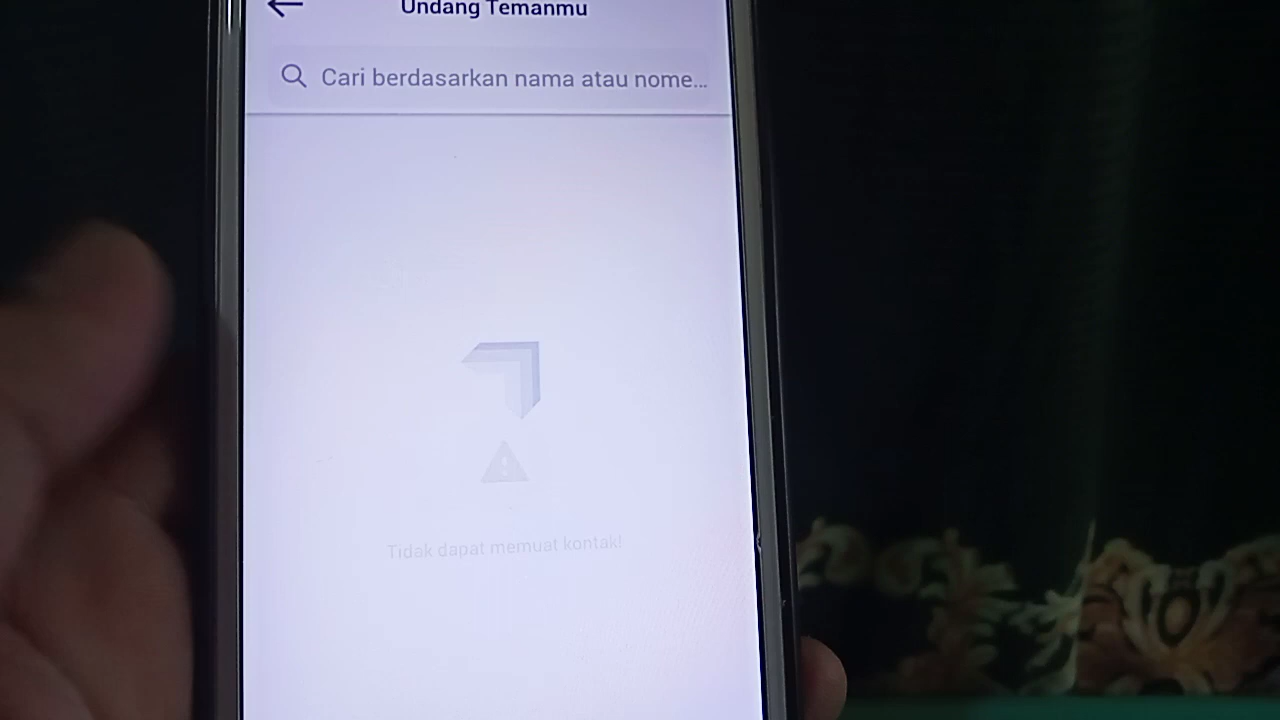 Undang Temanmu
Cari berdasarkan nama atau nome...
Tidak dapat memuat kontak!